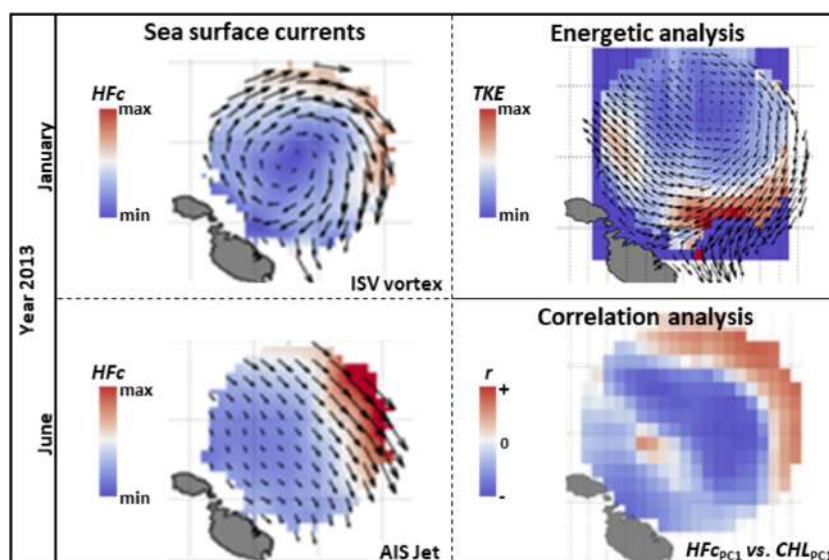 Sea surface currents
Energetic analysis
HFc
max
min
TKE
max
min
January
ISV vortex
Year 2013
Correlation analysis
HFc
max
min
r
+
0
-
June
AIS Jet
HFcPC1 vs. CHLPC1